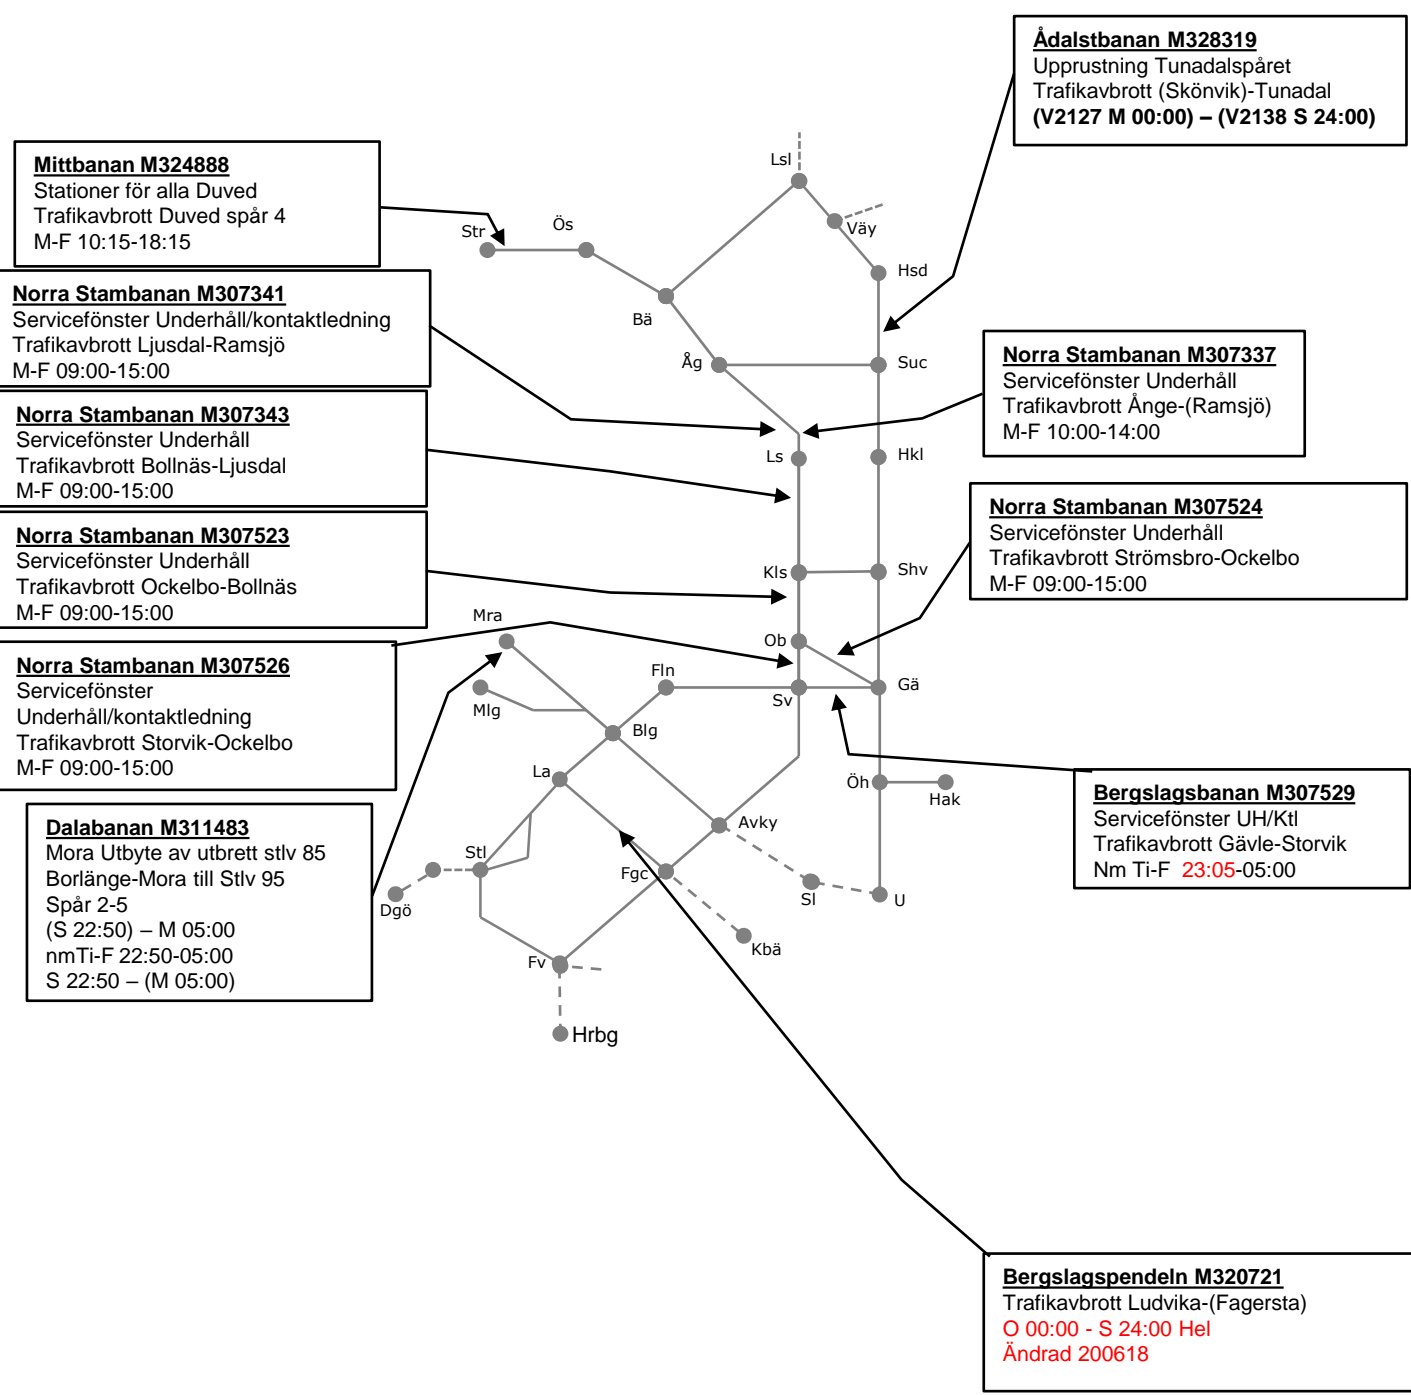 Ådalstbanan M328319
Upprustning Tunadalspåret
Trafikavbrott (Skönvik)-Tunadal
(V2127 M 00:00) – (V2138 S 24:00)
Mittbanan M324888
Stationer för alla Duved
Trafikavbrott Duved spår 4
M-F 10:15-18:15
Norra Stambanan M307341
Servicefönster Underhåll/kontaktledning
Trafikavbrott Ljusdal-Ramsjö
M-F 09:00-15:00
Norra Stambanan M307337
Servicefönster Underhåll
Trafikavbrott Ånge-(Ramsjö)
M-F 10:00-14:00
Norra Stambanan M307343
Servicefönster Underhåll
Trafikavbrott Bollnäs-Ljusdal
M-F 09:00-15:00
Norra Stambanan M307524
Servicefönster Underhåll
Trafikavbrott Strömsbro-Ockelbo
M-F 09:00-15:00
Norra Stambanan M307523
Servicefönster Underhåll
Trafikavbrott Ockelbo-Bollnäs
M-F 09:00-15:00
Norra Stambanan M307526
Servicefönster
Underhåll/kontaktledning
Trafikavbrott Storvik-Ockelbo
M-F 09:00-15:00
Bergslagsbanan M307529
Servicefönster UH/Ktl
Trafikavbrott Gävle-Storvik
Nm Ti-F 23:05-05:00
Dalabanan M311483
Mora Utbyte av utbrett stlv 85
Borlänge-Mora till Stlv 95
Spår 2-5
(S 22:50) – M 05:00
nmTi-F 22:50-05:00
S 22:50 – (M 05:00)
Bergslagspendeln M320721
Trafikavbrott Ludvika-(Fagersta)
O 00:00 - S 24:00 Hel
Ändrad 200618
Lsl
Väy
Str
Ös
Hsd
Bä
Åg
Suc
Ls
Hkl
Kls
Shv
Mra
Ob
Fln
Gä
Mlg
Sv
Blg
La
Öh
Hak
Avky
Stl
Fgc
Dgö
Sl
U
Kbä
Fv
Hrbg